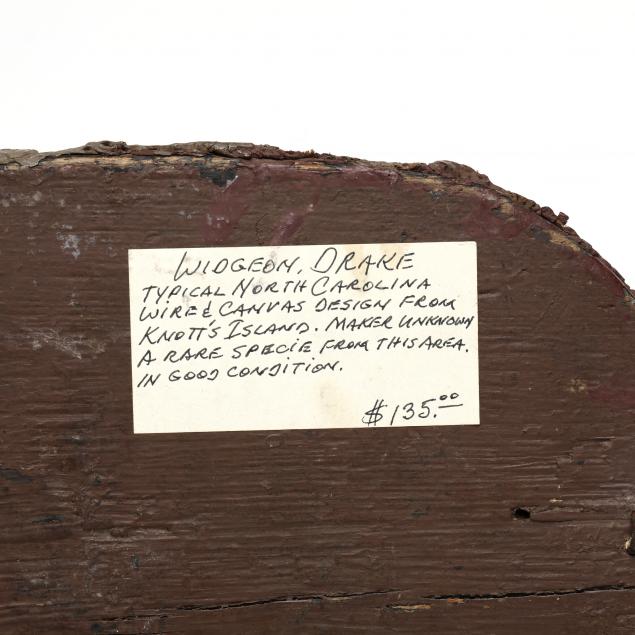 WIDGEON, DRAKE
TYPICAL NORTH CAROLINA
WIRE & CANVAS DESIGN FROM
KNOTT'S ISLAND. MAKER UNKNOWN
A RARE SPECIE FROM THIS AREA.
IN GOOD CONDITION.
$135.00